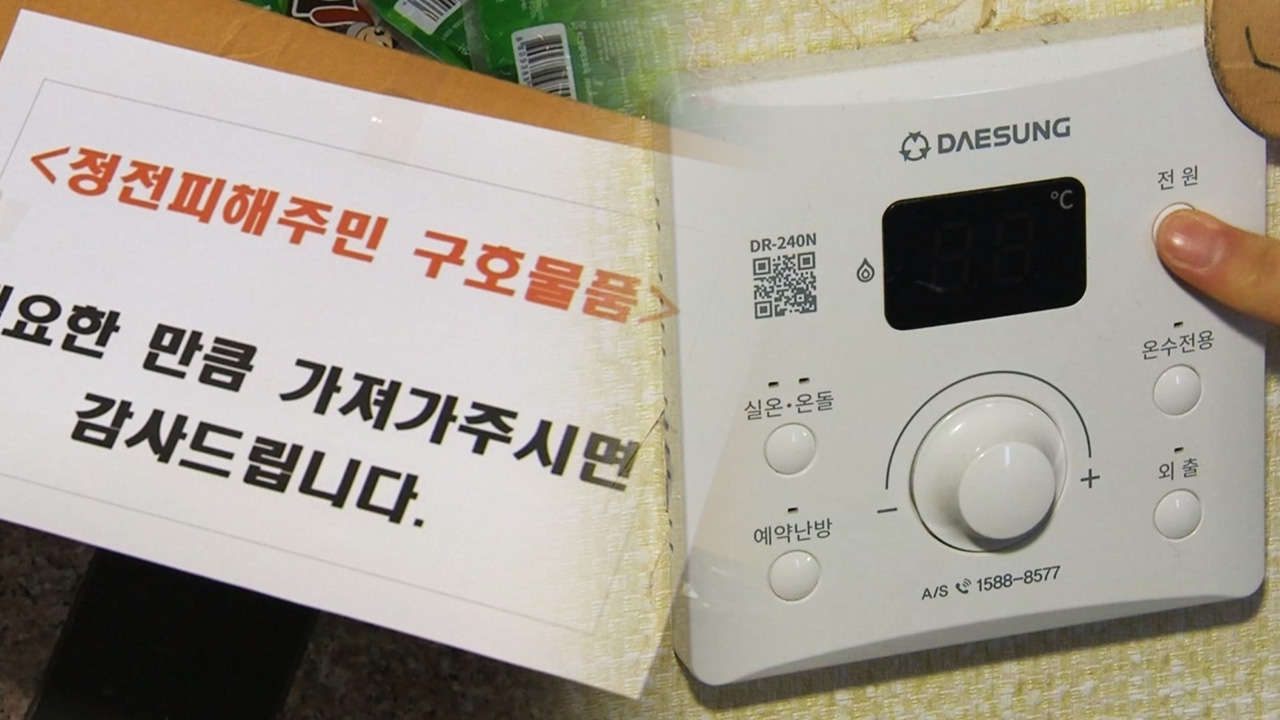 <정전피해주민 구호물품>
요한 만큼 가져가주시면
감사드립니다.
DAESUNG
전원
℃
DR-240N
온수전용
실온·온돌
외출
예약난방
- +
A/S 1588-8577